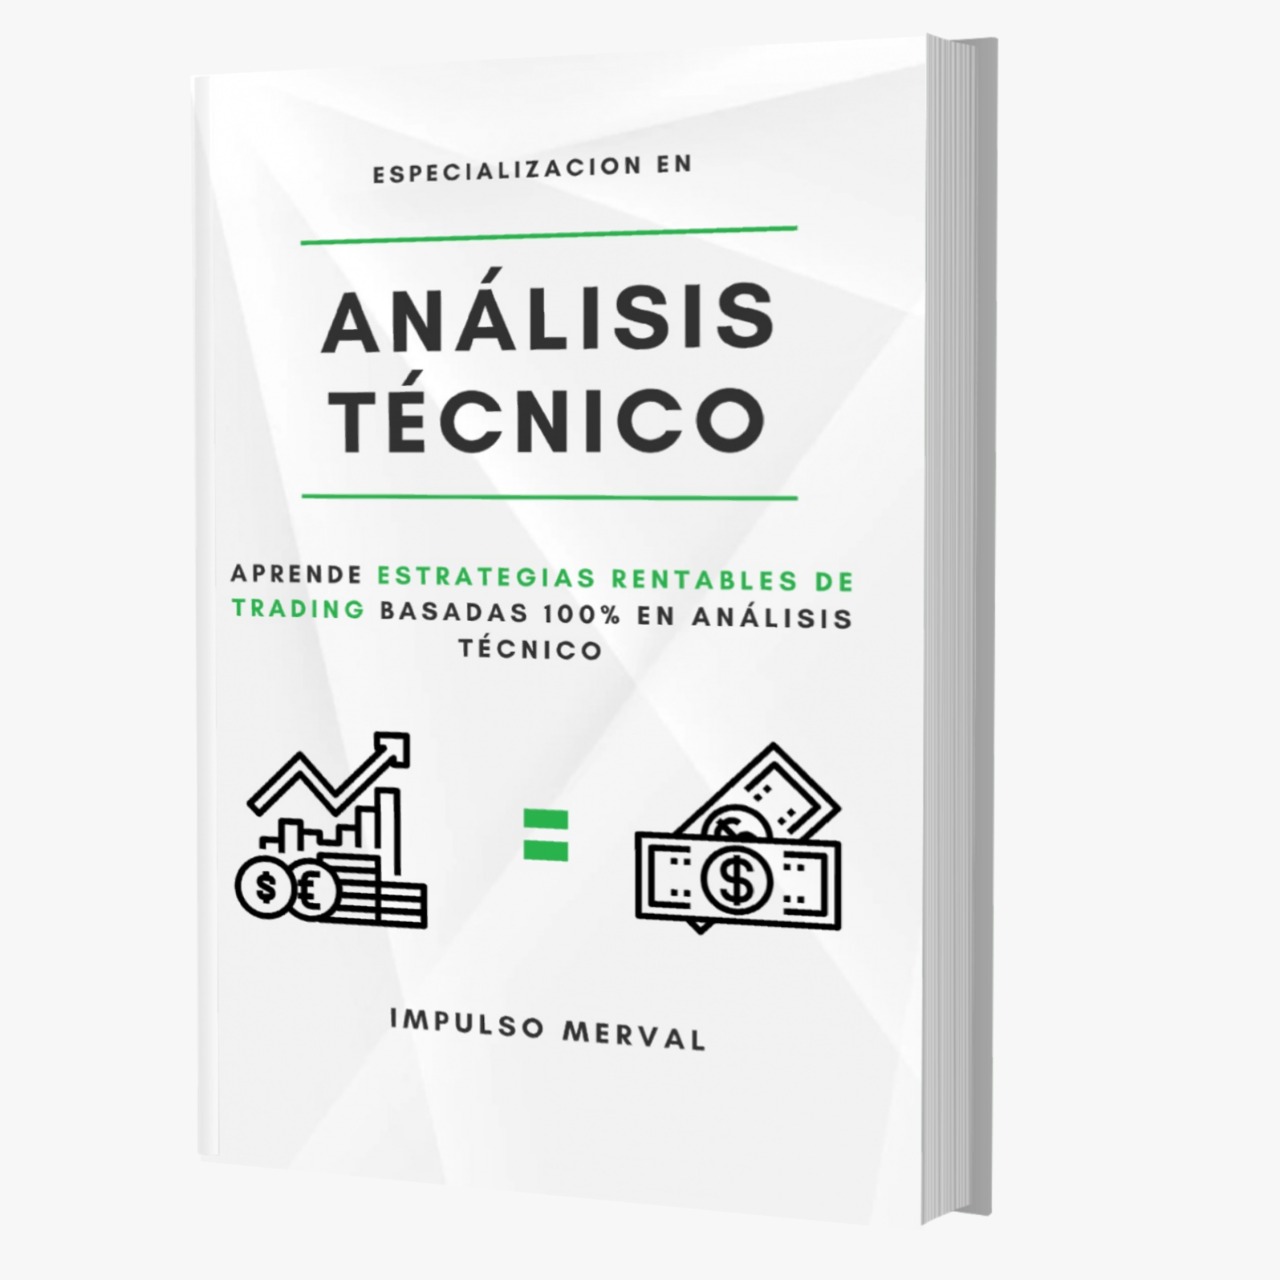 ESPECIALIZACION EN
ANÁLISIS
TÉCNICO
APRENDE ESTRATEGIAS RENTABLES DE
TRADING BASADAS 100% EN ANÁLISIS
TÉCNICO
$ €
$
IMPULSO MERVAL